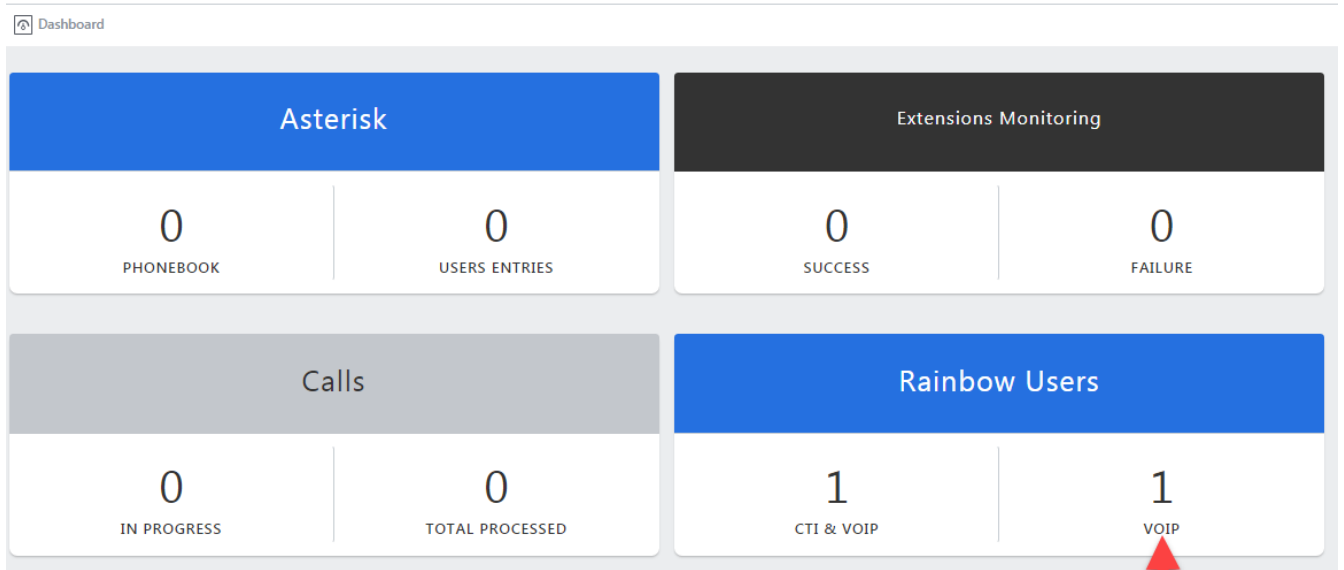 Dashboard
Asterisk
0
PHONEBOOK
0
USERS ENTRIES
Extensions Monitoring
0
SUCCESS
0
FAILURE
Calls
0
IN PROGRESS
0
TOTAL PROCESSED
Rainbow Users
1
CTI & VOIP
1
VOIP